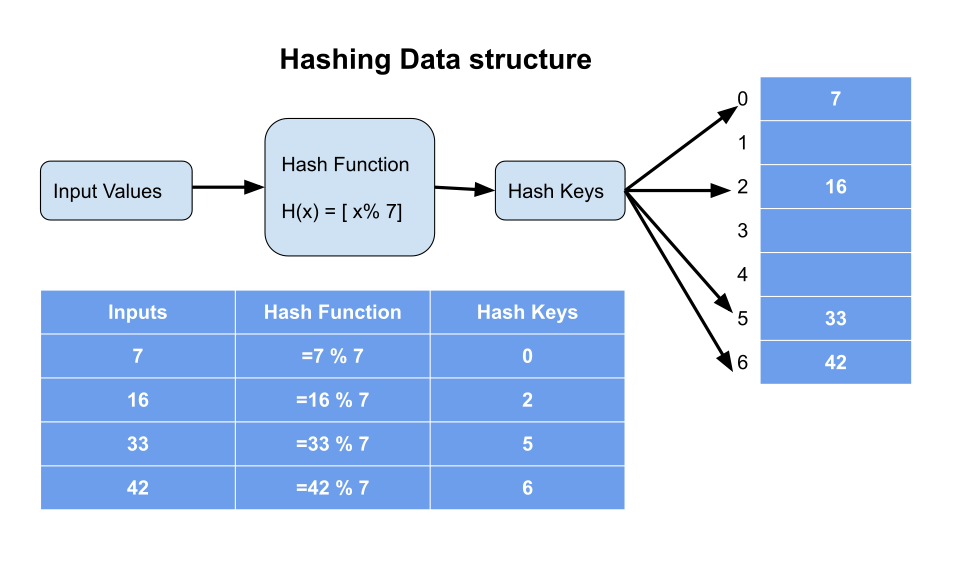 Hashing Data structure
Input Values
Hash Function
H(x) = [ x% 7]
Hash Keys
0 7
1
2 16
3
4
5 33
6 42
Inputs Hash Function Hash Keys
7 =7 % 7 0
16 =16 % 7 2
33 =33 % 7 5
42 =42 % 7 6